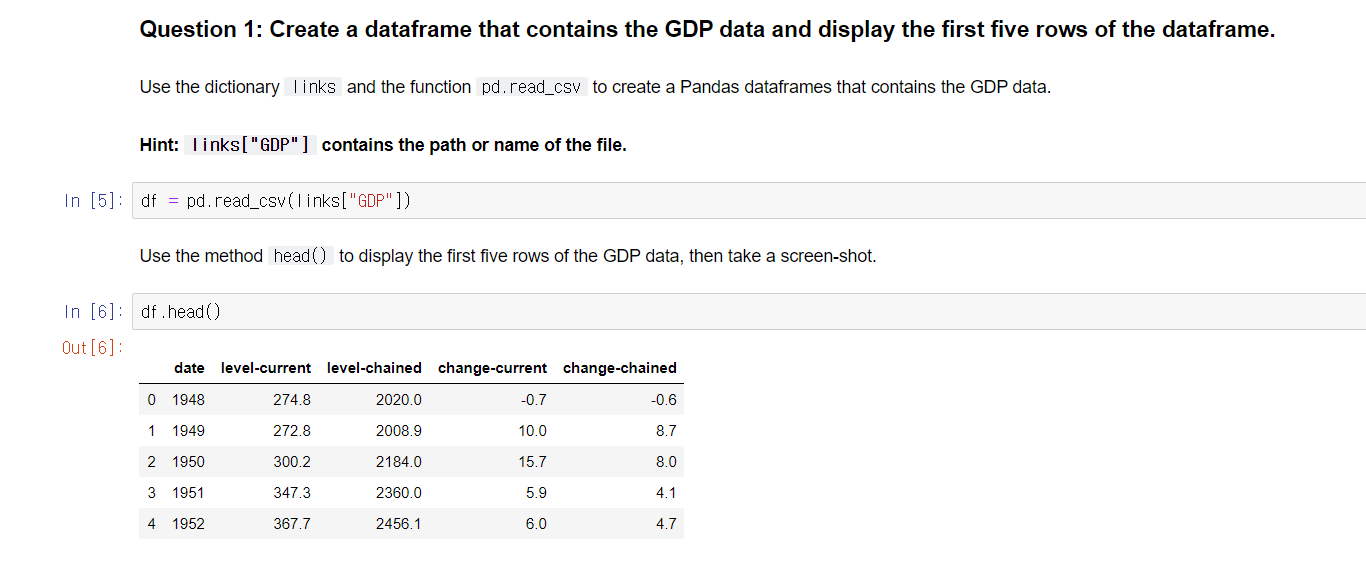 Question 1: Create a dataframe that contains the GDP data and display the first five rows of the dataframe.
Use the dictionary links and the function pd.read_csv to create a Pandas dataframes that contains the GDP data.
Hint: links["GDP"] contains the path or name of the file.
In [5]: df = pd.read_csv(links["GDP"])
Use the method head() to display the first five rows of the GDP data, then take a screen-shot.
In [6]: df.head()
Out[6]:
date level-current level-chained change-current change-chained
0 1948 274.8 2020.0 -0.7 -0.6
1 1949 272.8 2008.9 10.0 8.7
2 1950 300.2 2184.0 15.7 8.0
3 1951 347.3 2360.0 5.9 4.1
4 1952 367.7 2456.1 6.0 4.7